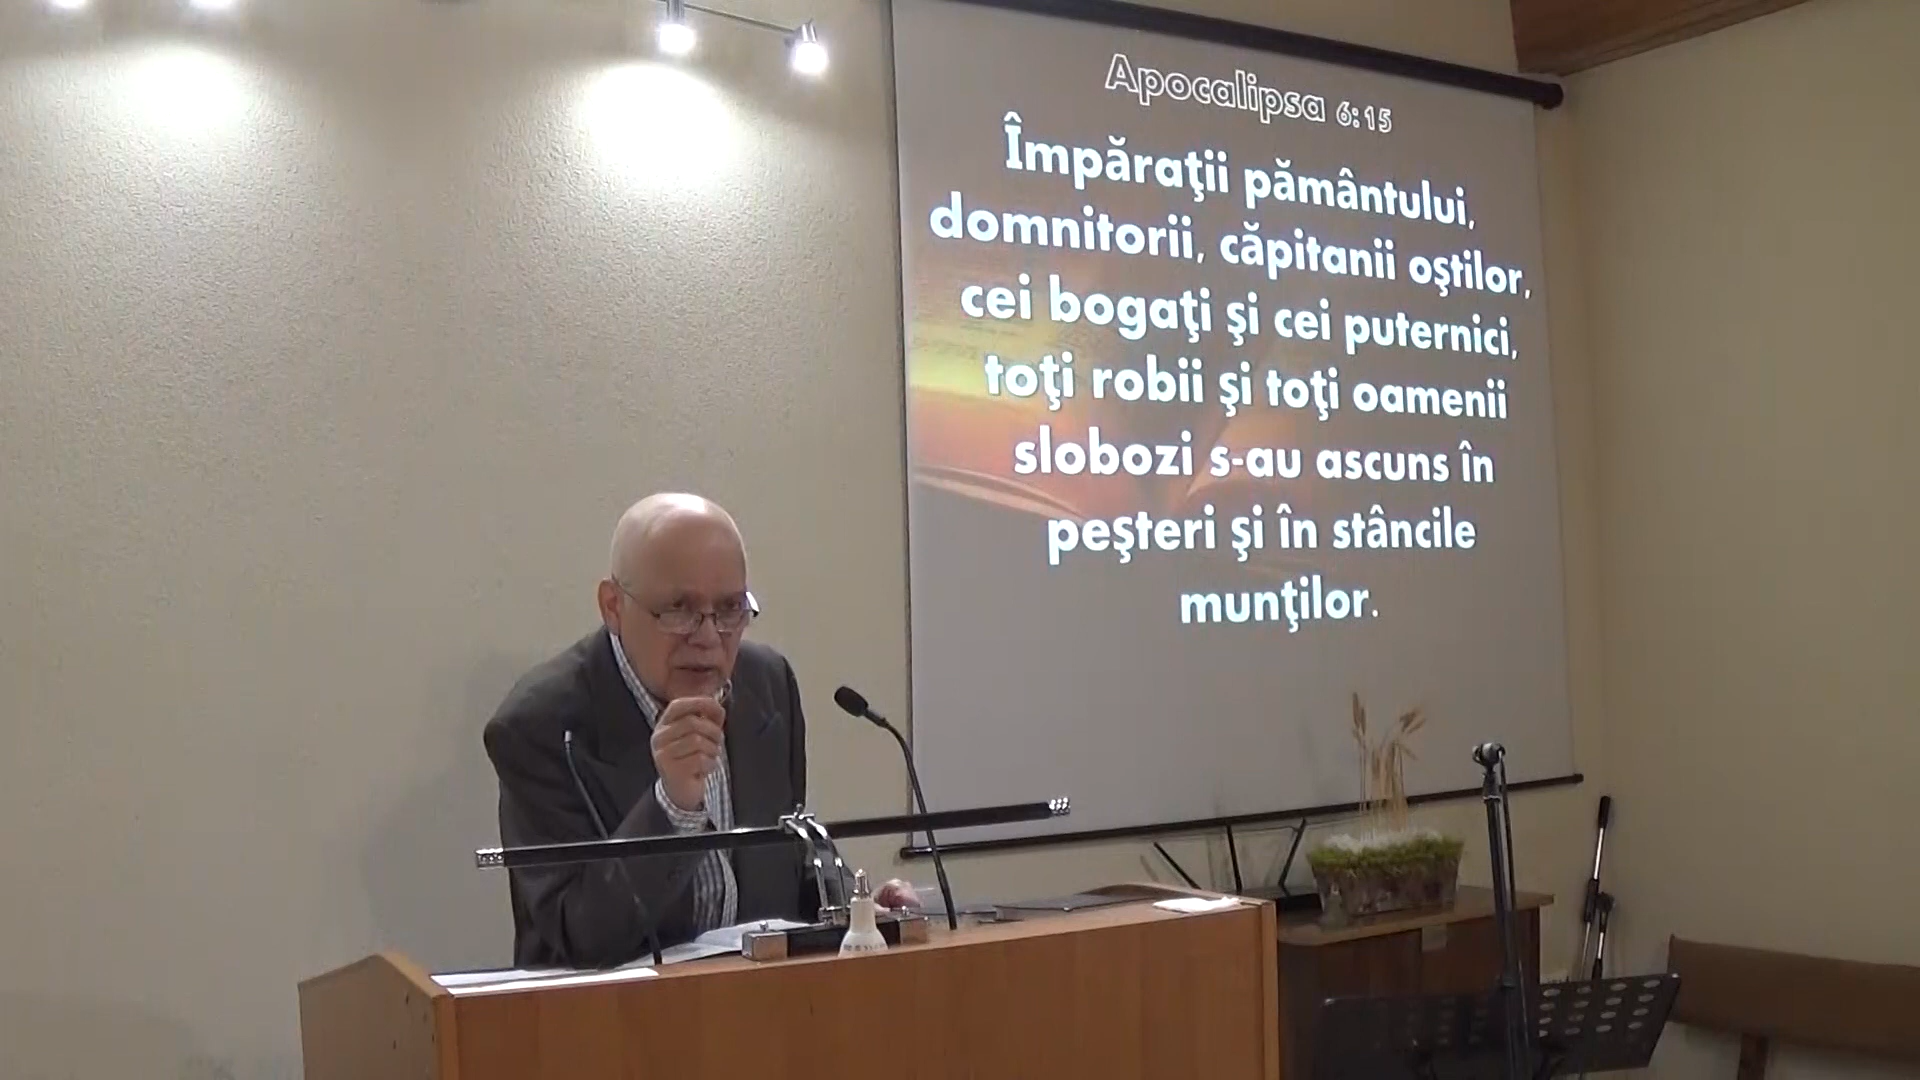 Apocalipsa 6:15
Împăraţii pământului,
domnitorii, căpitanii oştilor,
cei bogaţi şi cei puternici,
toţi robii şi toţi oamenii
slobozi s-au ascuns în
peşteri şi în stâncile
munţilor.